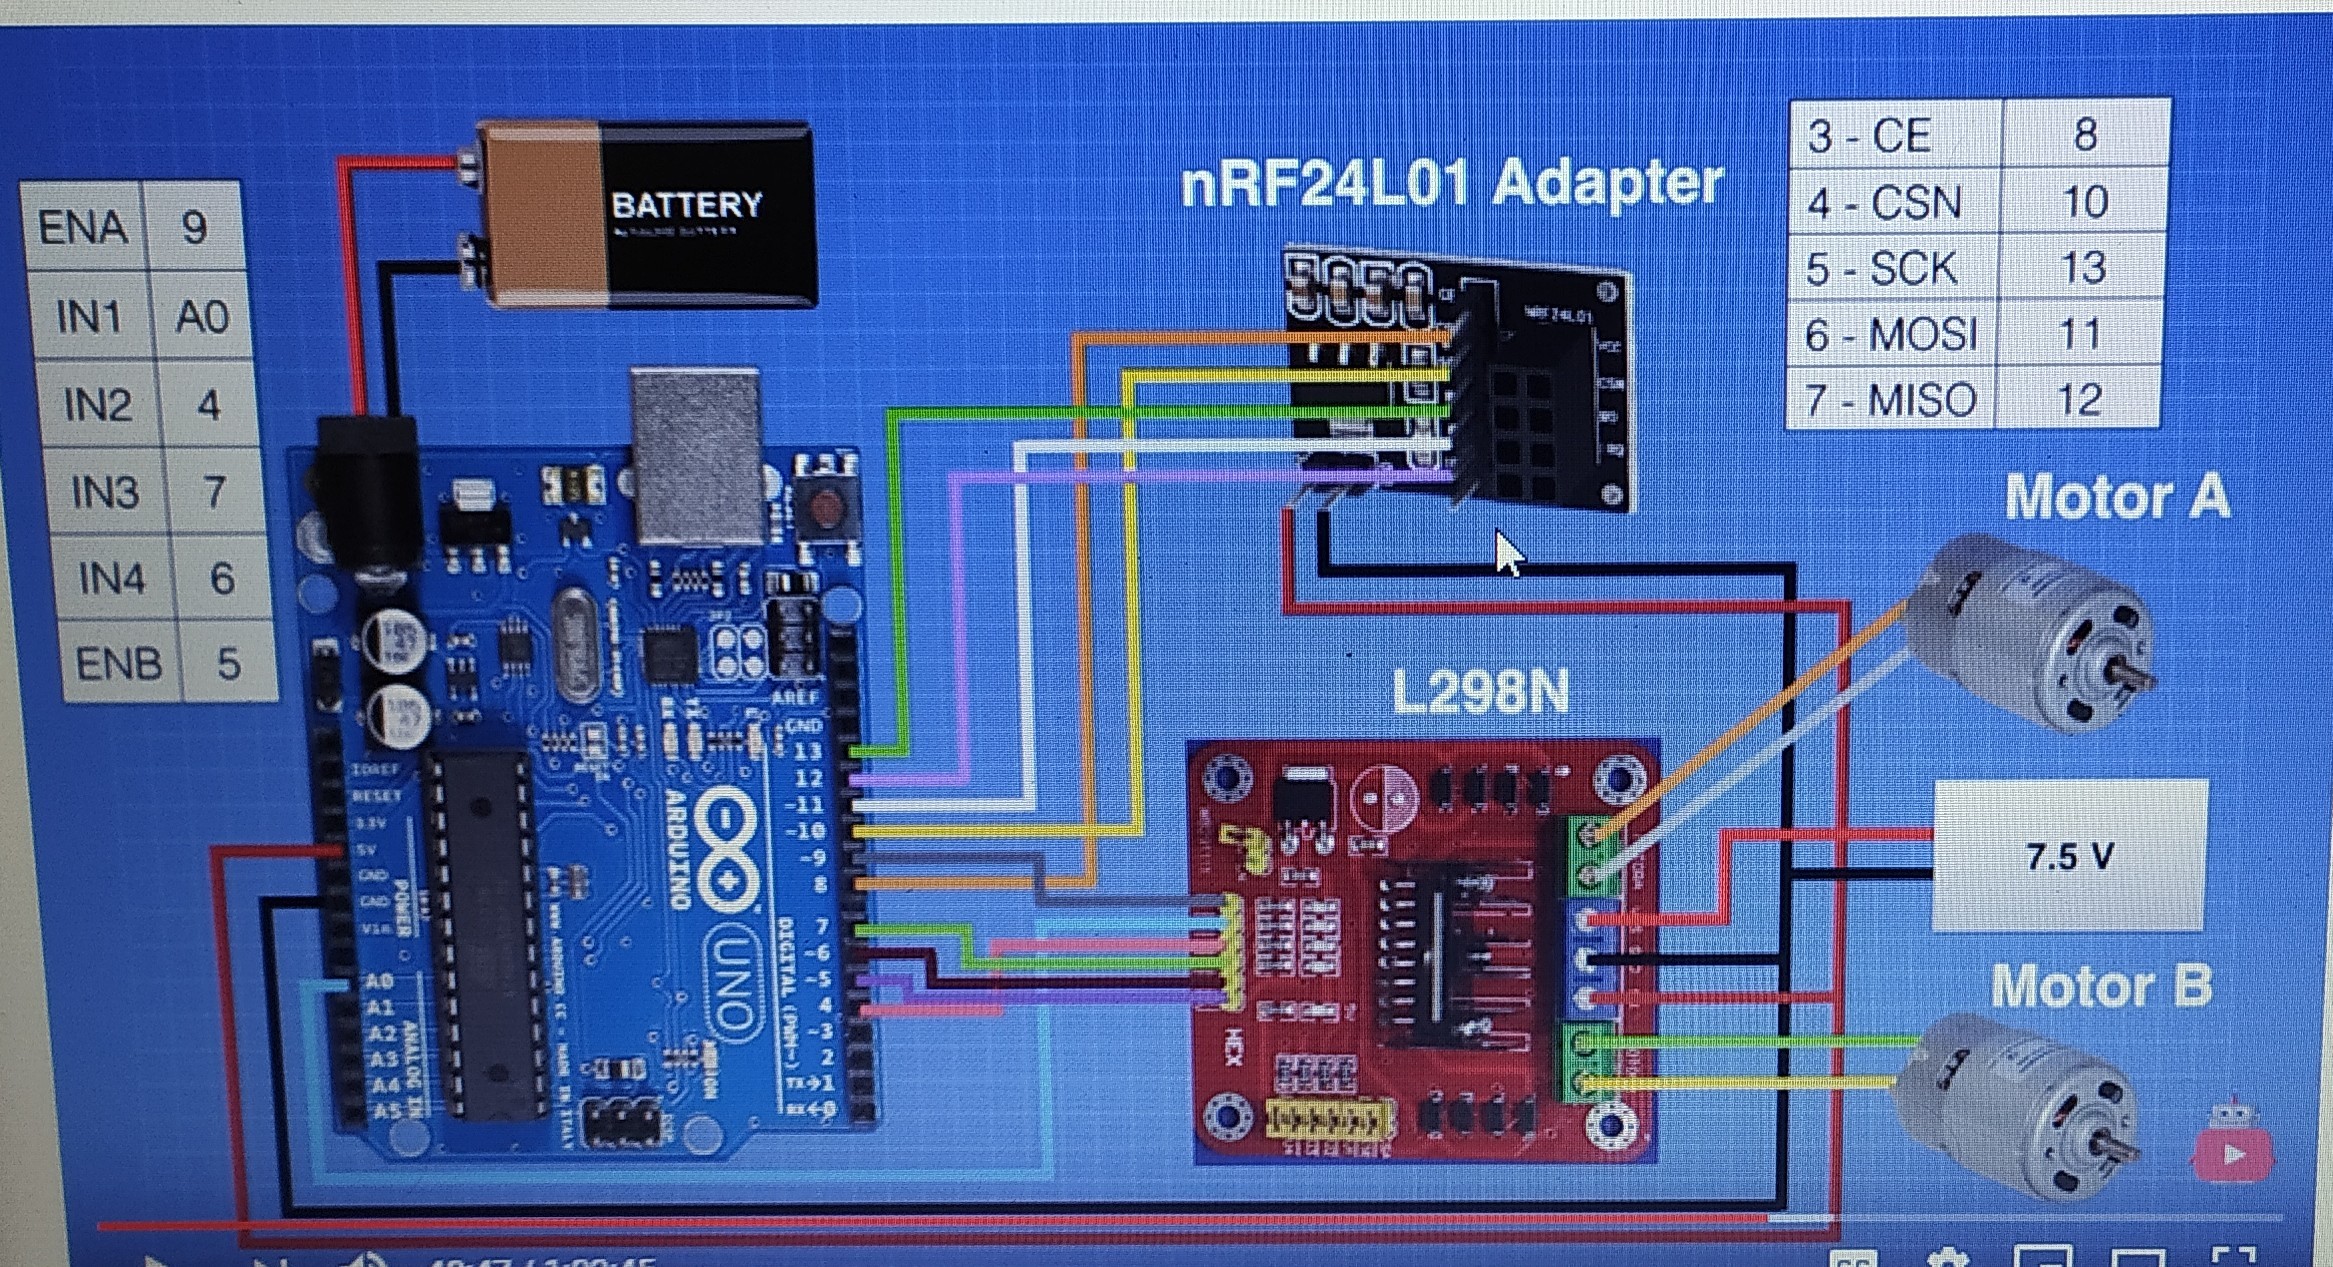 BATTERY
nRF24L01 Adapter
3 - CE 8
4 - CSN 10
5 - SCK 13
6 - MOSI 11
7 - MISO 12
ENA 9
IN1 A0
IN2 4
IN3 7
IN4 6
ENB 5
NRF24L01
Motor A
L298N
7.5 V
Motor B
AREF
GND
13
12
~11
~10
~9
8
7
~6
~5
4
~3
2
TX→1
RX←0
DIGITAL (PWM~)
ARDUINO
UNO
IOREF
RESET
3.3V
5V
GND
GND
Vin
POWER
A0
A1
A2
A3
A4
A5
ANALOG IN
HEX